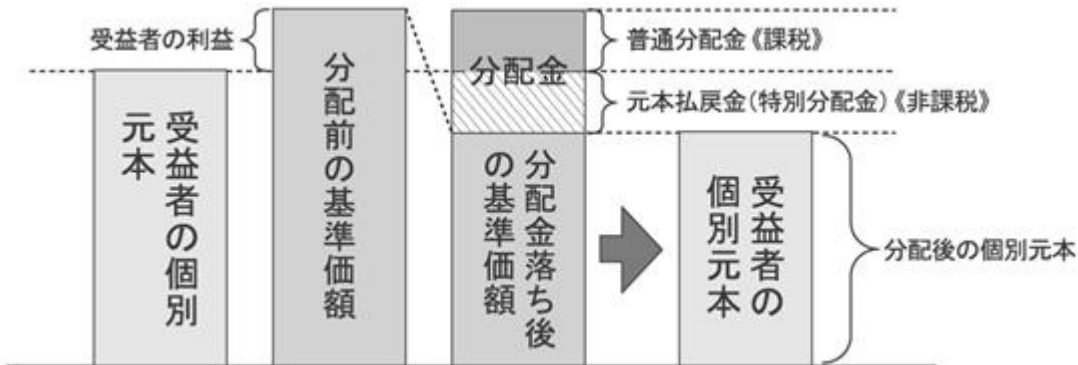 受益者の利益
受益者の個別
元本
分配前の基準価額
分配金
分配金落ち後
の基準価額
普通分配金《課税》
元本払戻金(特別分配金)《非課税》
受益者の
個別元本
分配後の個別元本